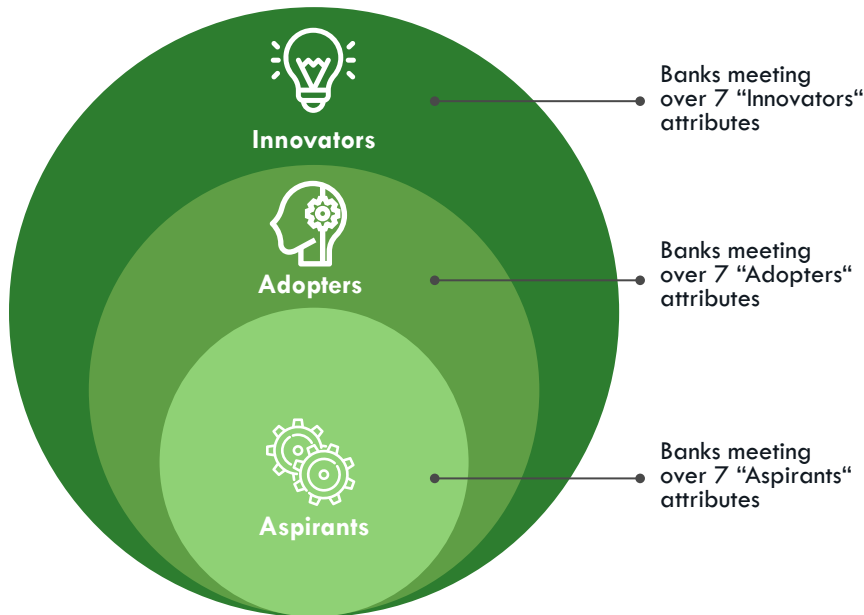 Innovators
Banks meeting
over 7 “Innovators“
attributes
Adopters
Banks meeting
over 7 “Adopters“
attributes
Aspirants
Banks meeting
over 7 “Aspirants“
attributes